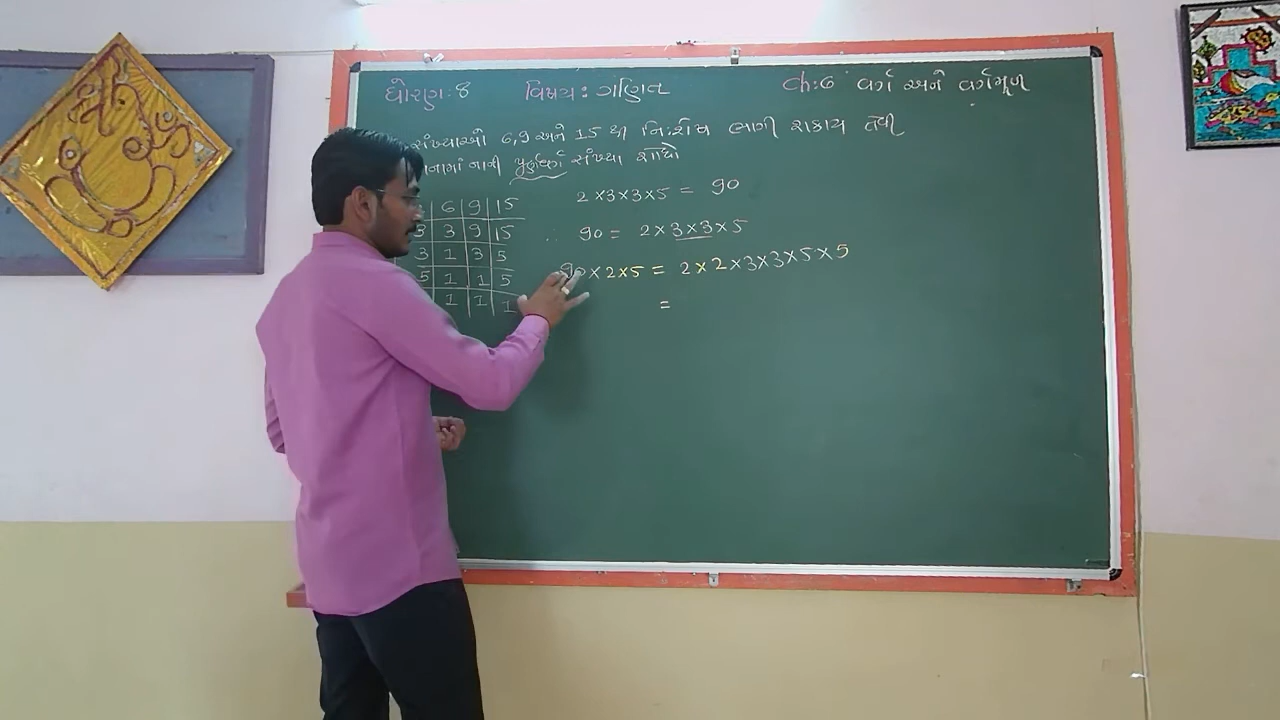 ધોરણ: 8 વિષય: ગણિત Ch: 6 વર્ગ અને વર્ગમૂળ
સંખ્યાઓ 6, 9 અને 15 થી નિ:શેષ ભાગી શકાય તેવી
નાનામાં નાની પૂર્ણવર્ગ સંખ્યા શોધો
6 9 15
3 3 9 15
3 1 3 5
5 1 1 5
1 1 1
2 × 3 × 3 × 5 = 90
∴ 90 = 2 × 3 × 3 × 5
90 × 2 × 5 = 2 × 2 × 3 × 3 × 5 × 5
=